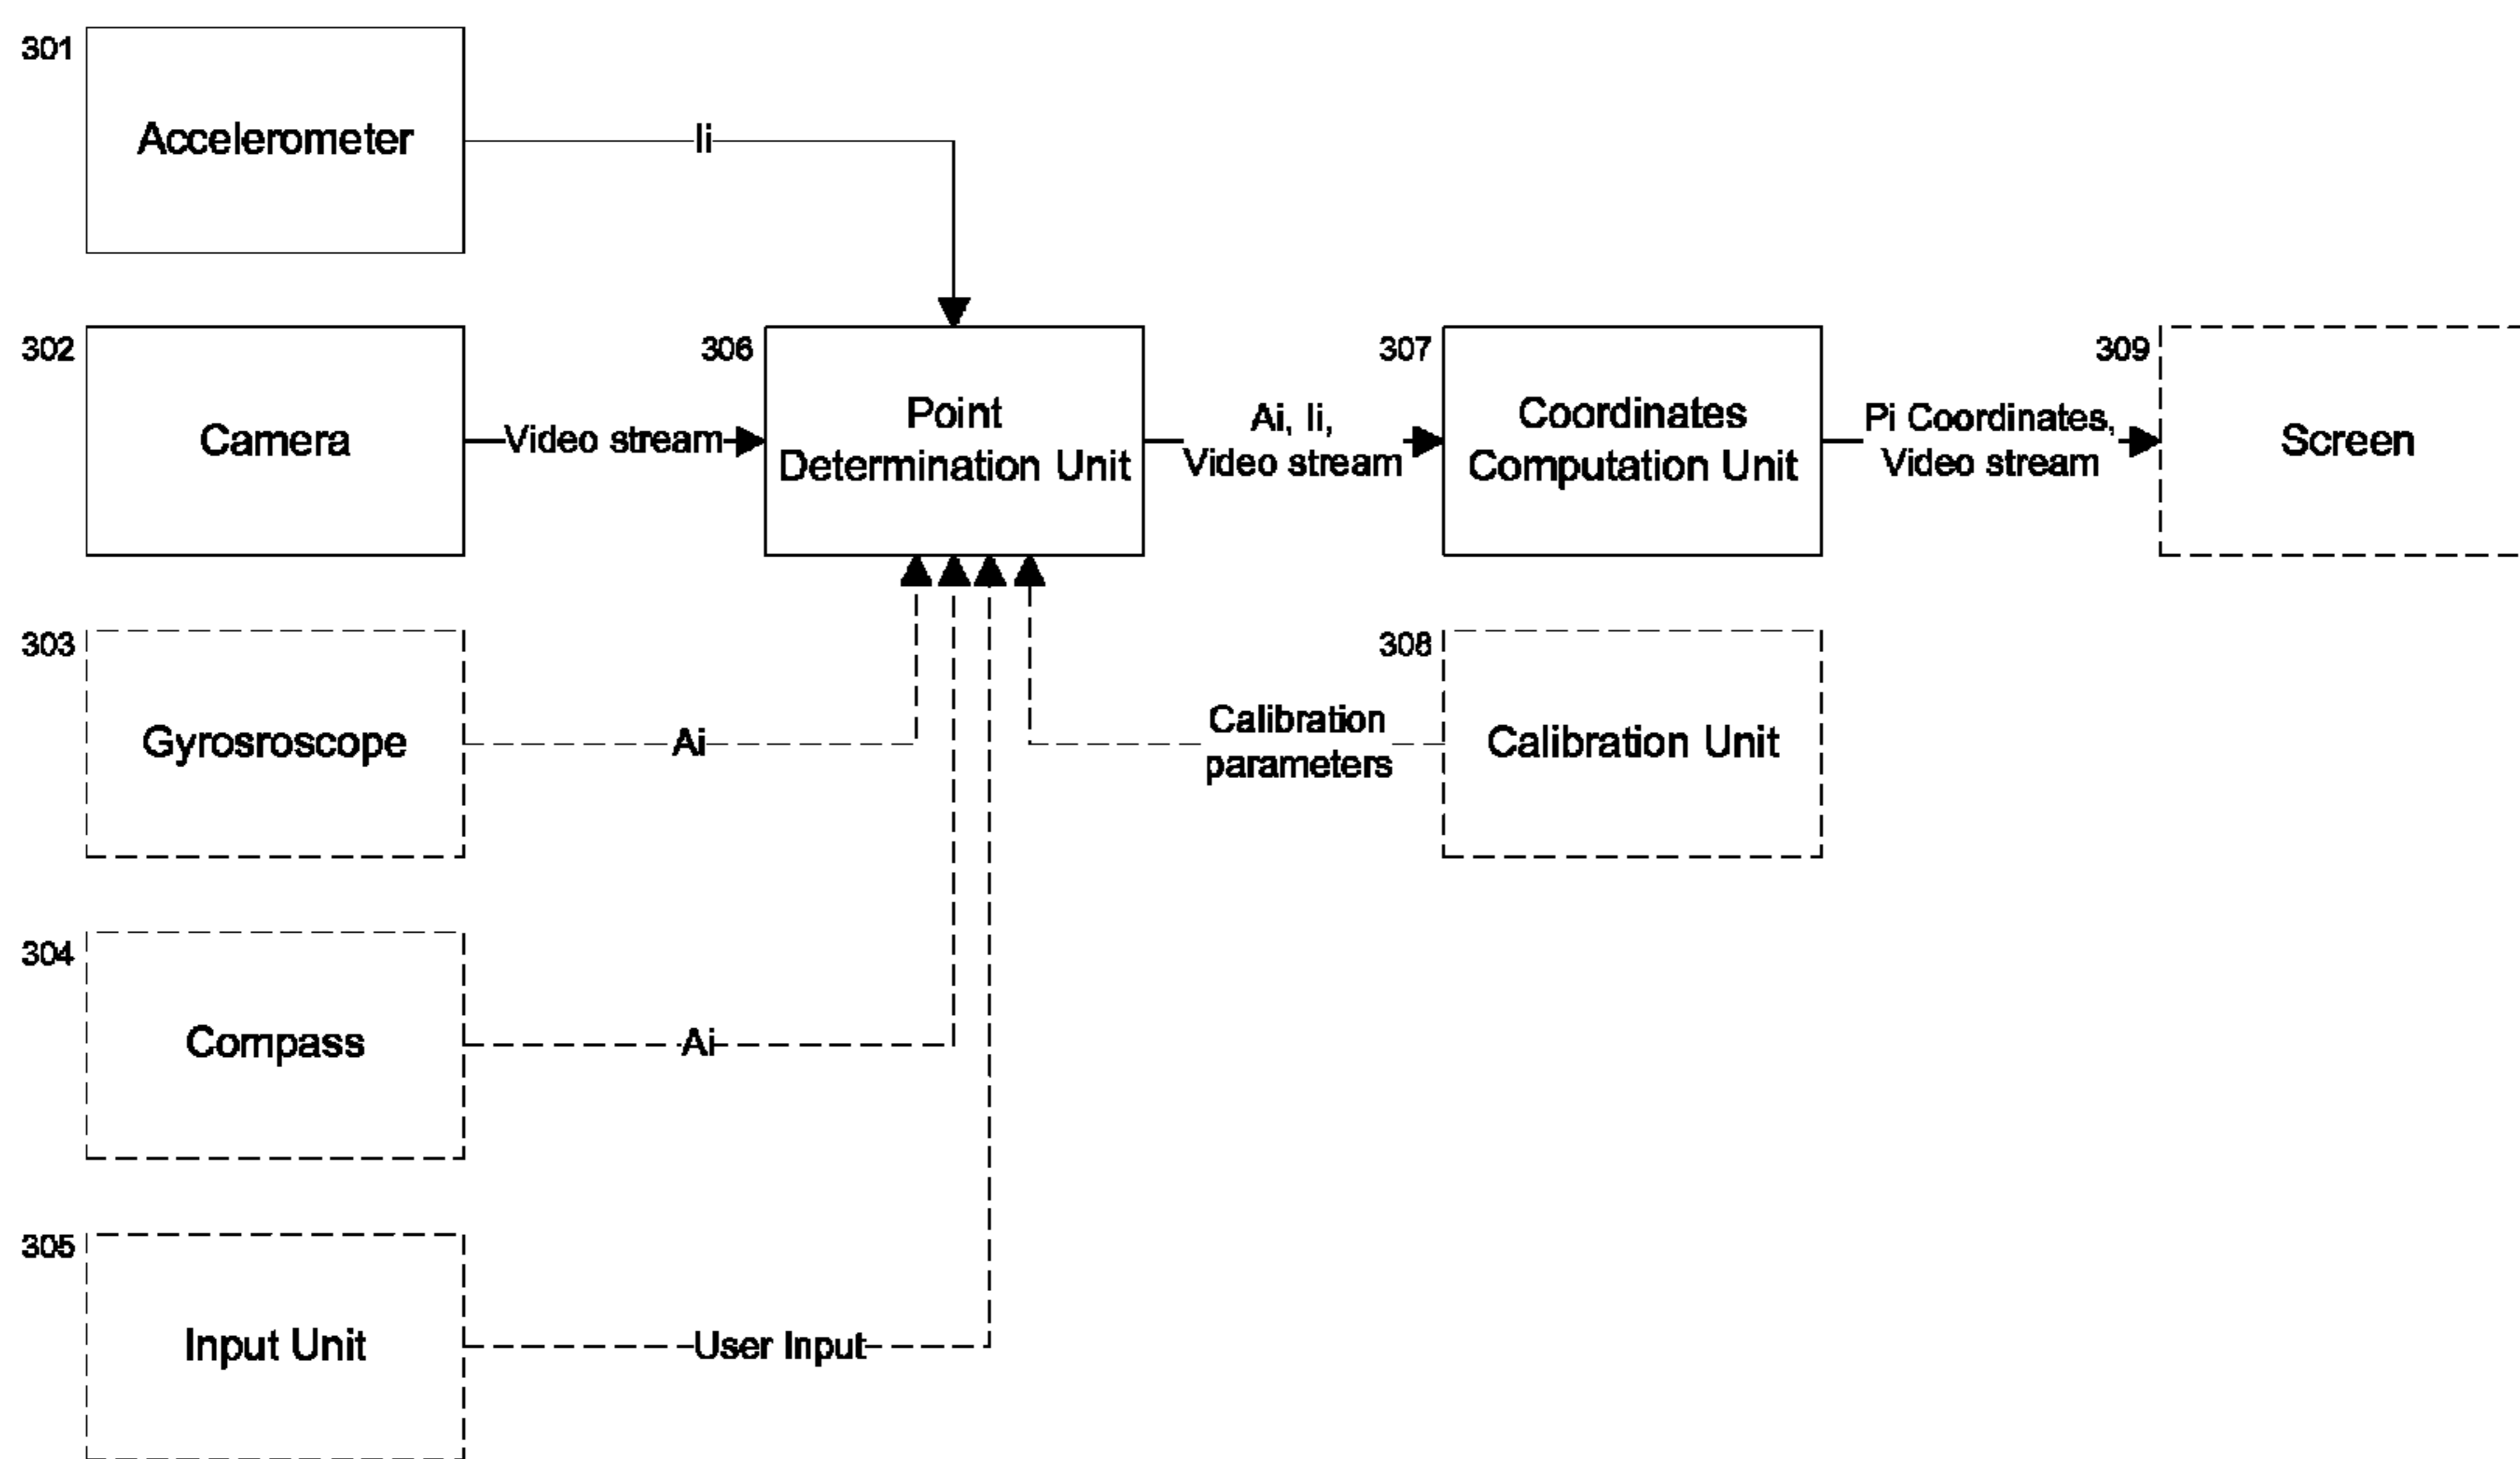 301
Accelerometer
Ii
302
Camera
Video stream
306
Point
Determination Unit
Ai, Ii,
Video stream
307
Coordinates
Computation Unit
Pi Coordinates,
Video stream
309
Screen
303
Gyrosroscope
Ai
Calibration
parameters
308
Calibration Unit
304
Compass
Ai
305
Input Unit
User Input